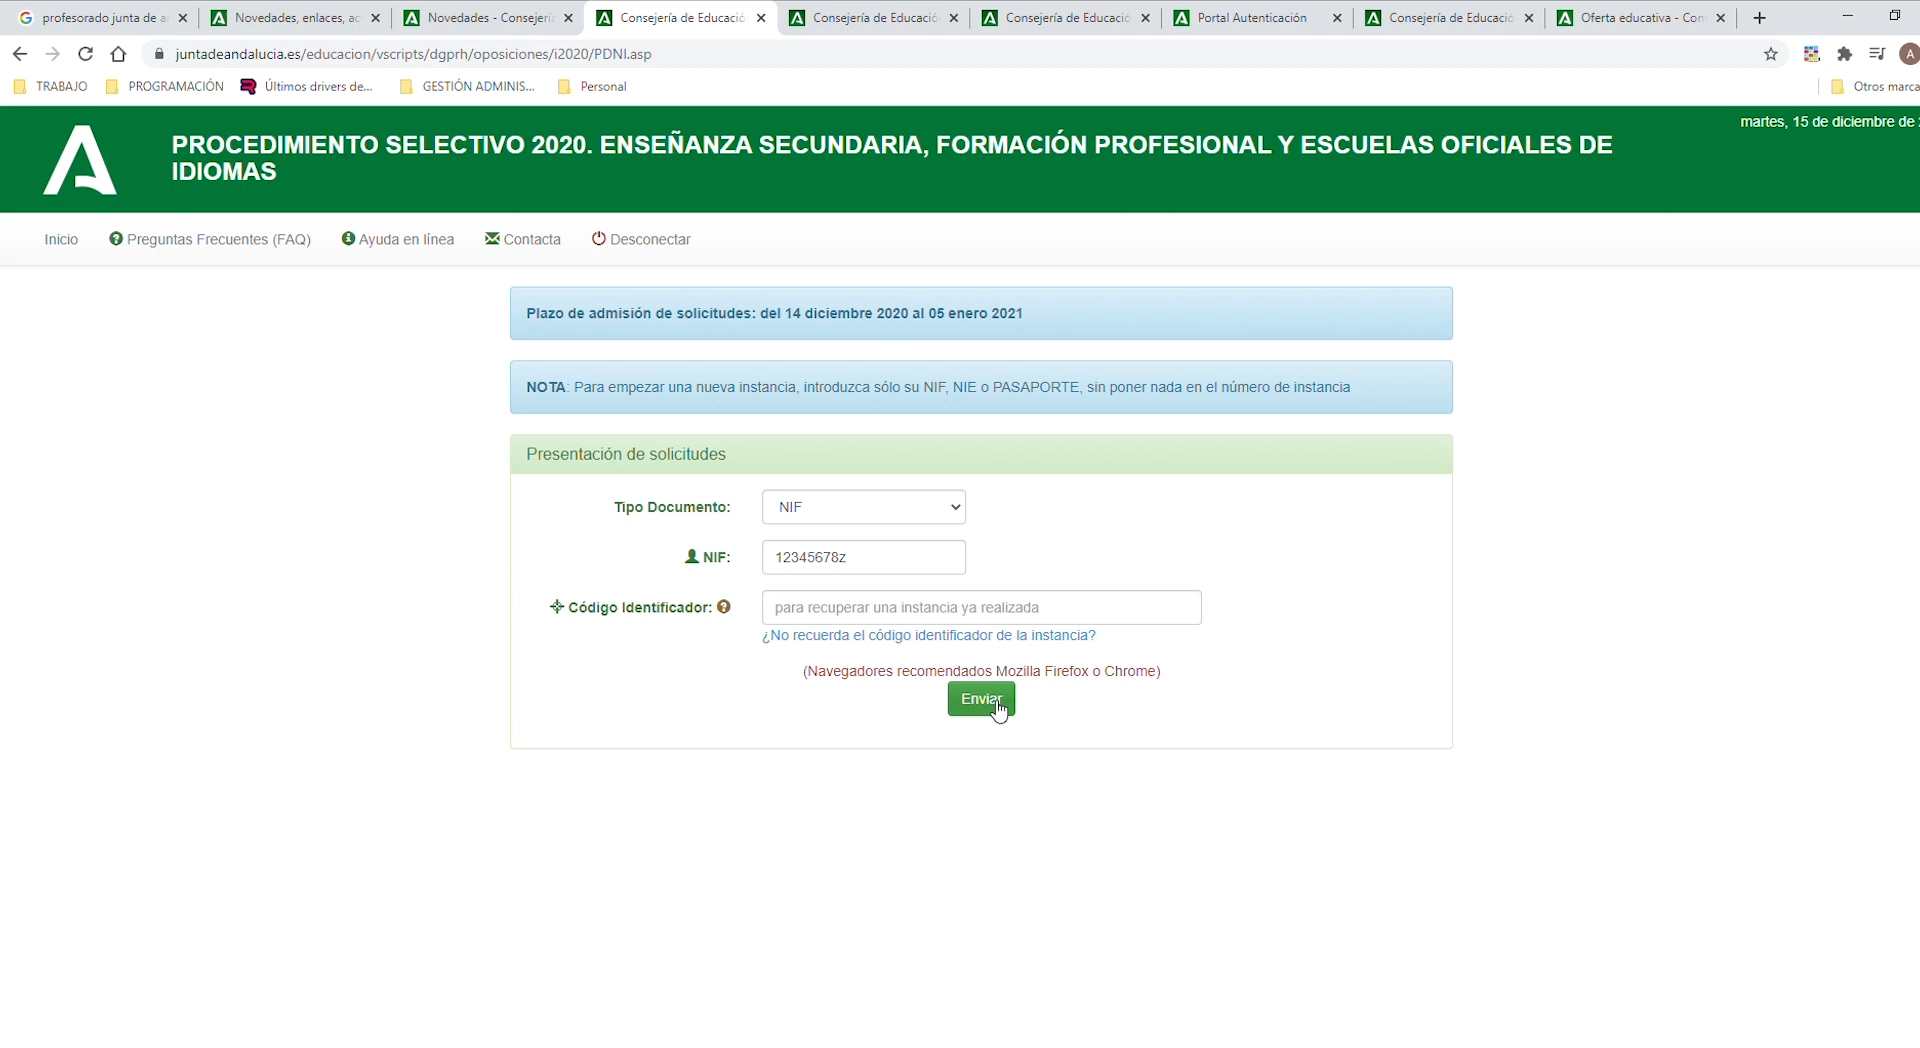 profesorado junta de a
Novedades, enlaces, ac
Novedades - Consejerí
Consejería de Educació
Consejería de Educació
Consejería de Educació
Portal Autenticación
Consejería de Educació
Oferta educativa - Con
juntadeandalucia.es/educacion/vscripts/dgprh/oposiciones/i2020/PDNI.asp
A
TRABAJO
PROGRAMACIÓN
Últimos drivers de...
GESTIÓN ADMINIS...
Personal
Otros marca
martes, 15 de diciembre de
PROCEDIMIENTO SELECTIVO 2020. ENSEÑANZA SECUNDARIA, FORMACIÓN PROFESIONAL Y ESCUELAS OFICIALES DE
IDIOMAS
Inicio
Preguntas Frecuentes (FAQ)
Ayuda en línea
Contacta
Desconectar
Plazo de admisión de solicitudes: del 14 diciembre 2020 al 05 enero 2021
NOTA: Para empezar una nueva instancia, introduzca sólo su NIF, NIE o PASAPORTE, sin poner nada en el número de instancia
Presentación de solicitudes
Tipo Documento: NIF
NIF: 12345678z
Código Identificador: para recuperar una instancia ya realizada
¿No recuerda el código identificador de la instancia?
(Navegadores recomendados Mozilla Firefox o Chrome)
Enviar